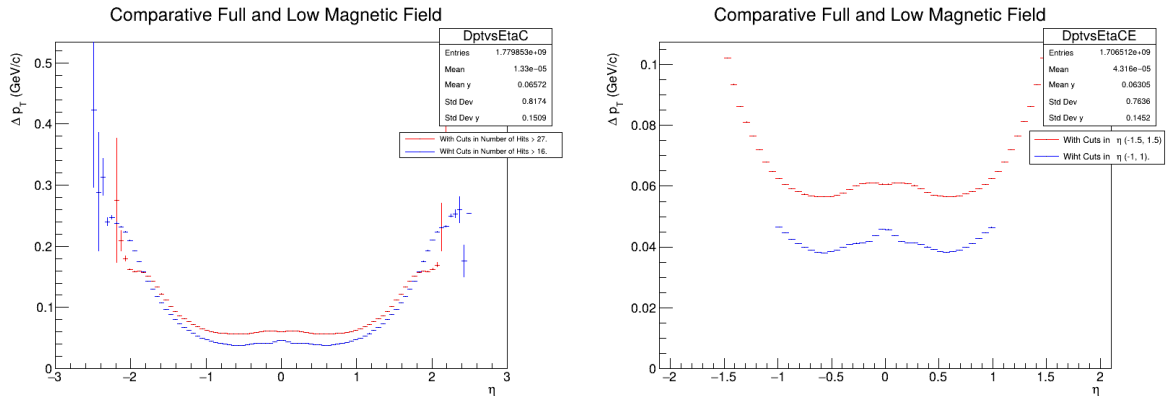 Comparative Full and Low Magnetic Field
DptvsEtaC
Entries 1.779853e+09
Mean 1.33e-05
Mean y 0.06572
Std Dev 0.8174
Std Dev y 0.1509
With Cuts in Number of Hits > 27.
Wiht Cuts in Number of Hits > 16.
Δ p_T (GeV/c)
0.5
0.4
0.3
0.2
0.1
0
−3 −2 −1 0 1 2 3
η
Comparative Full and Low Magnetic Field
DptvsEtaCE
Entries 1.706512e+09
Mean 4.316e-05
Mean y 0.06305
Std Dev 0.7636
Std Dev y 0.1452
With Cuts in η (-1.5, 1.5)
Wiht Cuts in η (-1, 1).
Δ p_T (GeV/c)
0.1
0.08
0.06
0.04
0.02
0
−2 −1.5 −1 −0.5 0 0.5 1 1.5 2
η